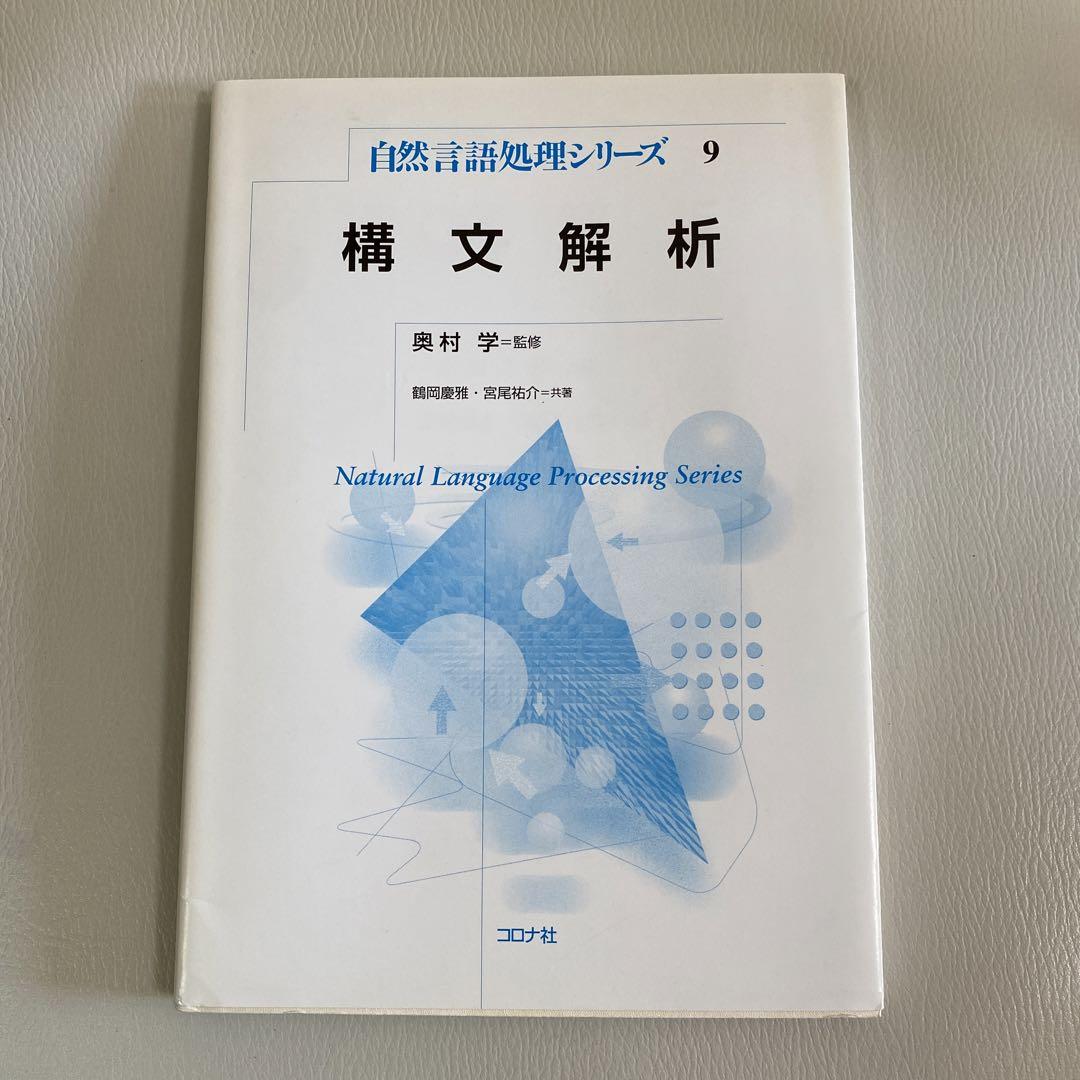 自然言語処理シリーズ 9
構文解析
奥村 学=監修
鶴岡慶雅・宮尾祐介=共著
Natural Language Processing Series
コロナ社